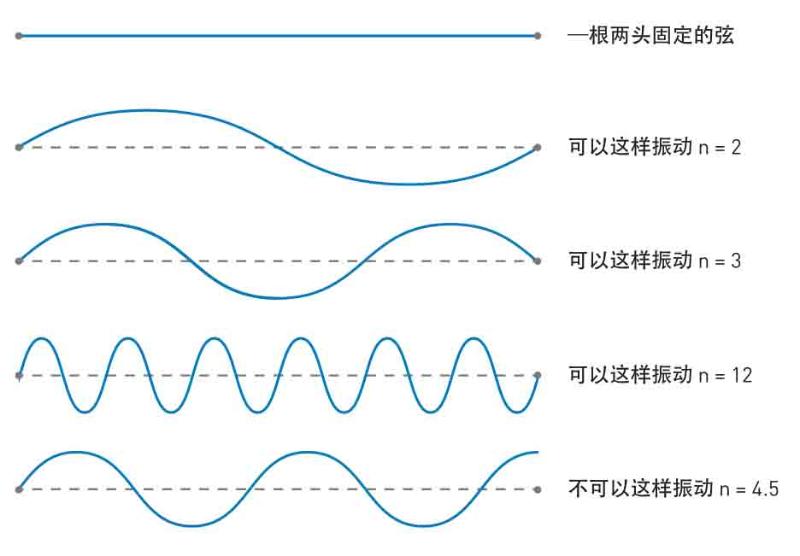 一根两头固定的弦
可以这样振动 n = 2
可以这样振动 n = 3
可以这样振动 n = 12
不可以这样振动 n = 4.5